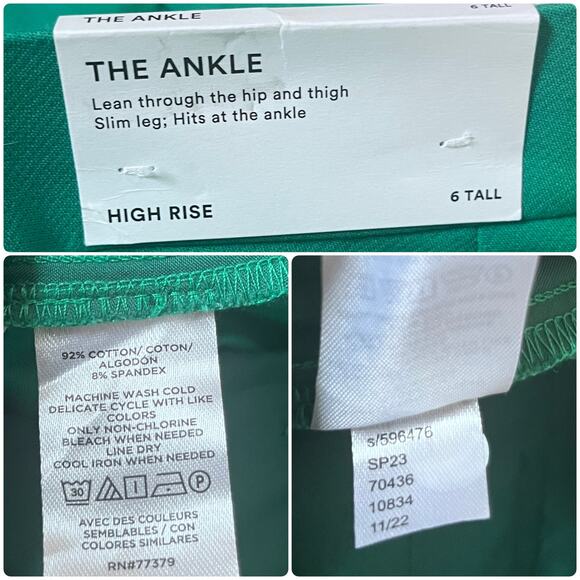 THE ANKLE
6 TALL
THE ANKLE
Lean through the hip and thigh
Slim leg; Hits at the ankle
HIGH RISE
6 TALL
92% COTTON/ COTON/
ALGODÓN
8% SPANDEX
MACHINE WASH COLD
DELICATE CYCLE WITH LIKE
COLORS
ONLY NON-CHLORINE
BLEACH WHEN NEEDED
LINE DRY
COOL IRON WHEN NEEDED
30
P
AVEC DES COULEURS
SEMBLABLES / CON
COLORES SIMILARES
RN#77379
s/596476
SP23
70436
10834
11/22